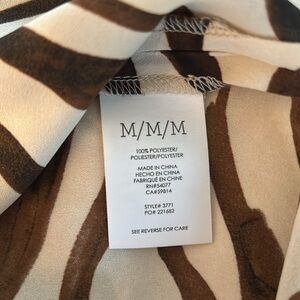 M/M/M
100% POLYESTER/
POLIÉSTER/POLYESTER
MADE IN CHINA
HECHO EN CHINA
FABRIQUÉ EN CHINE
RN#54077
CA#59814
STYLE# 3771
PO# 221682
SEE REVERSE FOR CARE